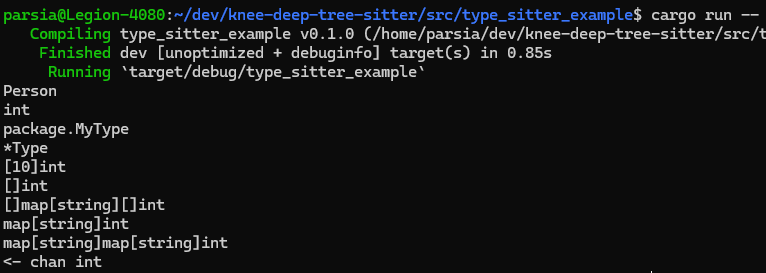 parsia@Legion-4080:~/dev/knee-deep-tree-sitter/src/type_sitter_example$ cargo run --
Compiling type_sitter_example v0.1.0 (/home/parsia/dev/knee-deep-tree-sitter/src/t
Finished dev [unoptimized + debuginfo] target(s) in 0.85s
Running `target/debug/type_sitter_example`
Person
int
package.MyType
*Type
[10]int
[]int
[]map[string][]int
map[string]int
map[string]map[string]int
<- chan int